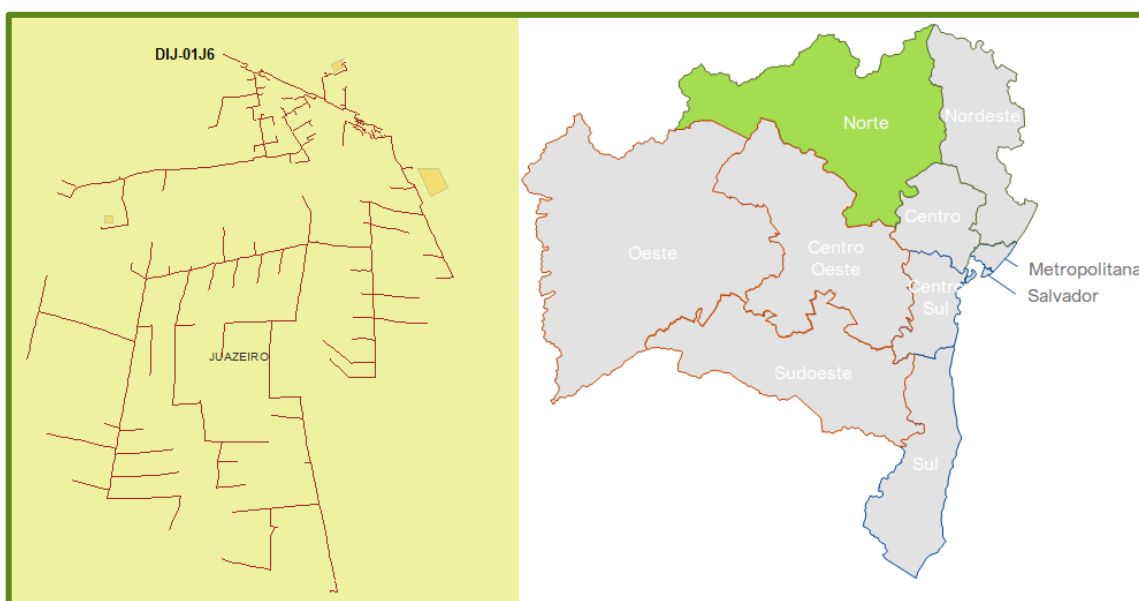 DIJ-01J6
JUAZEIRO
Norte
Nordeste
Centro
Oeste
Centro
Oeste
Metropolitana
Salvador
Centro
Sul
Sudoeste
Sul